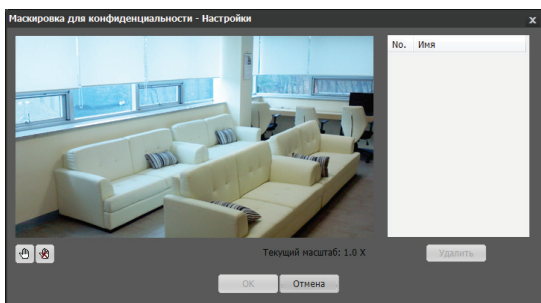 Маскировка для конфиденциальности - Настройки x
No. Имя
Текущий масштаб: 1.0 X
Удалить
OK Отмена